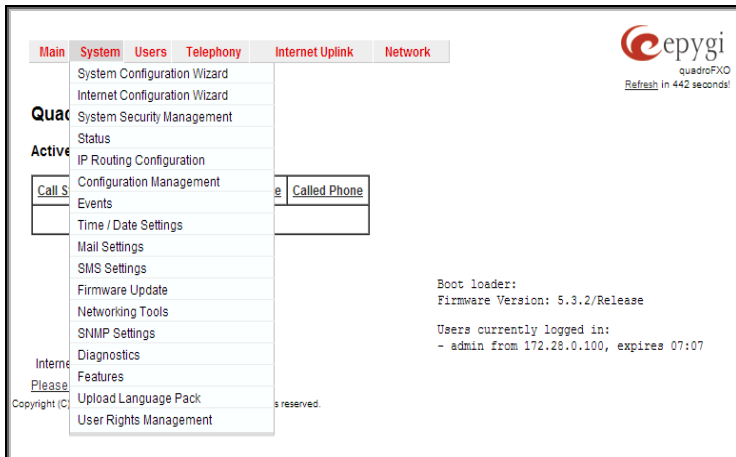 epygi
quadroFXO
Refresh in 442 seconds!
Main System Users Telephony Internet Uplink Network
System Configuration Wizard
Internet Configuration Wizard
System Security Management
Status
IP Routing Configuration
Configuration Management
Events
Time / Date Settings
Mail Settings
SMS Settings
Firmware Update
Networking Tools
SNMP Settings
Diagnostics
Features
Upload Language Pack
User Rights Management
Quad
Active
Call S e Called Phone
Boot loader:
Firmware Version: 5.3.2/Release
Users currently logged in:
- admin from 172.28.0.100, expires 07:07
Interne
Please
Copyright (C) s reserved.